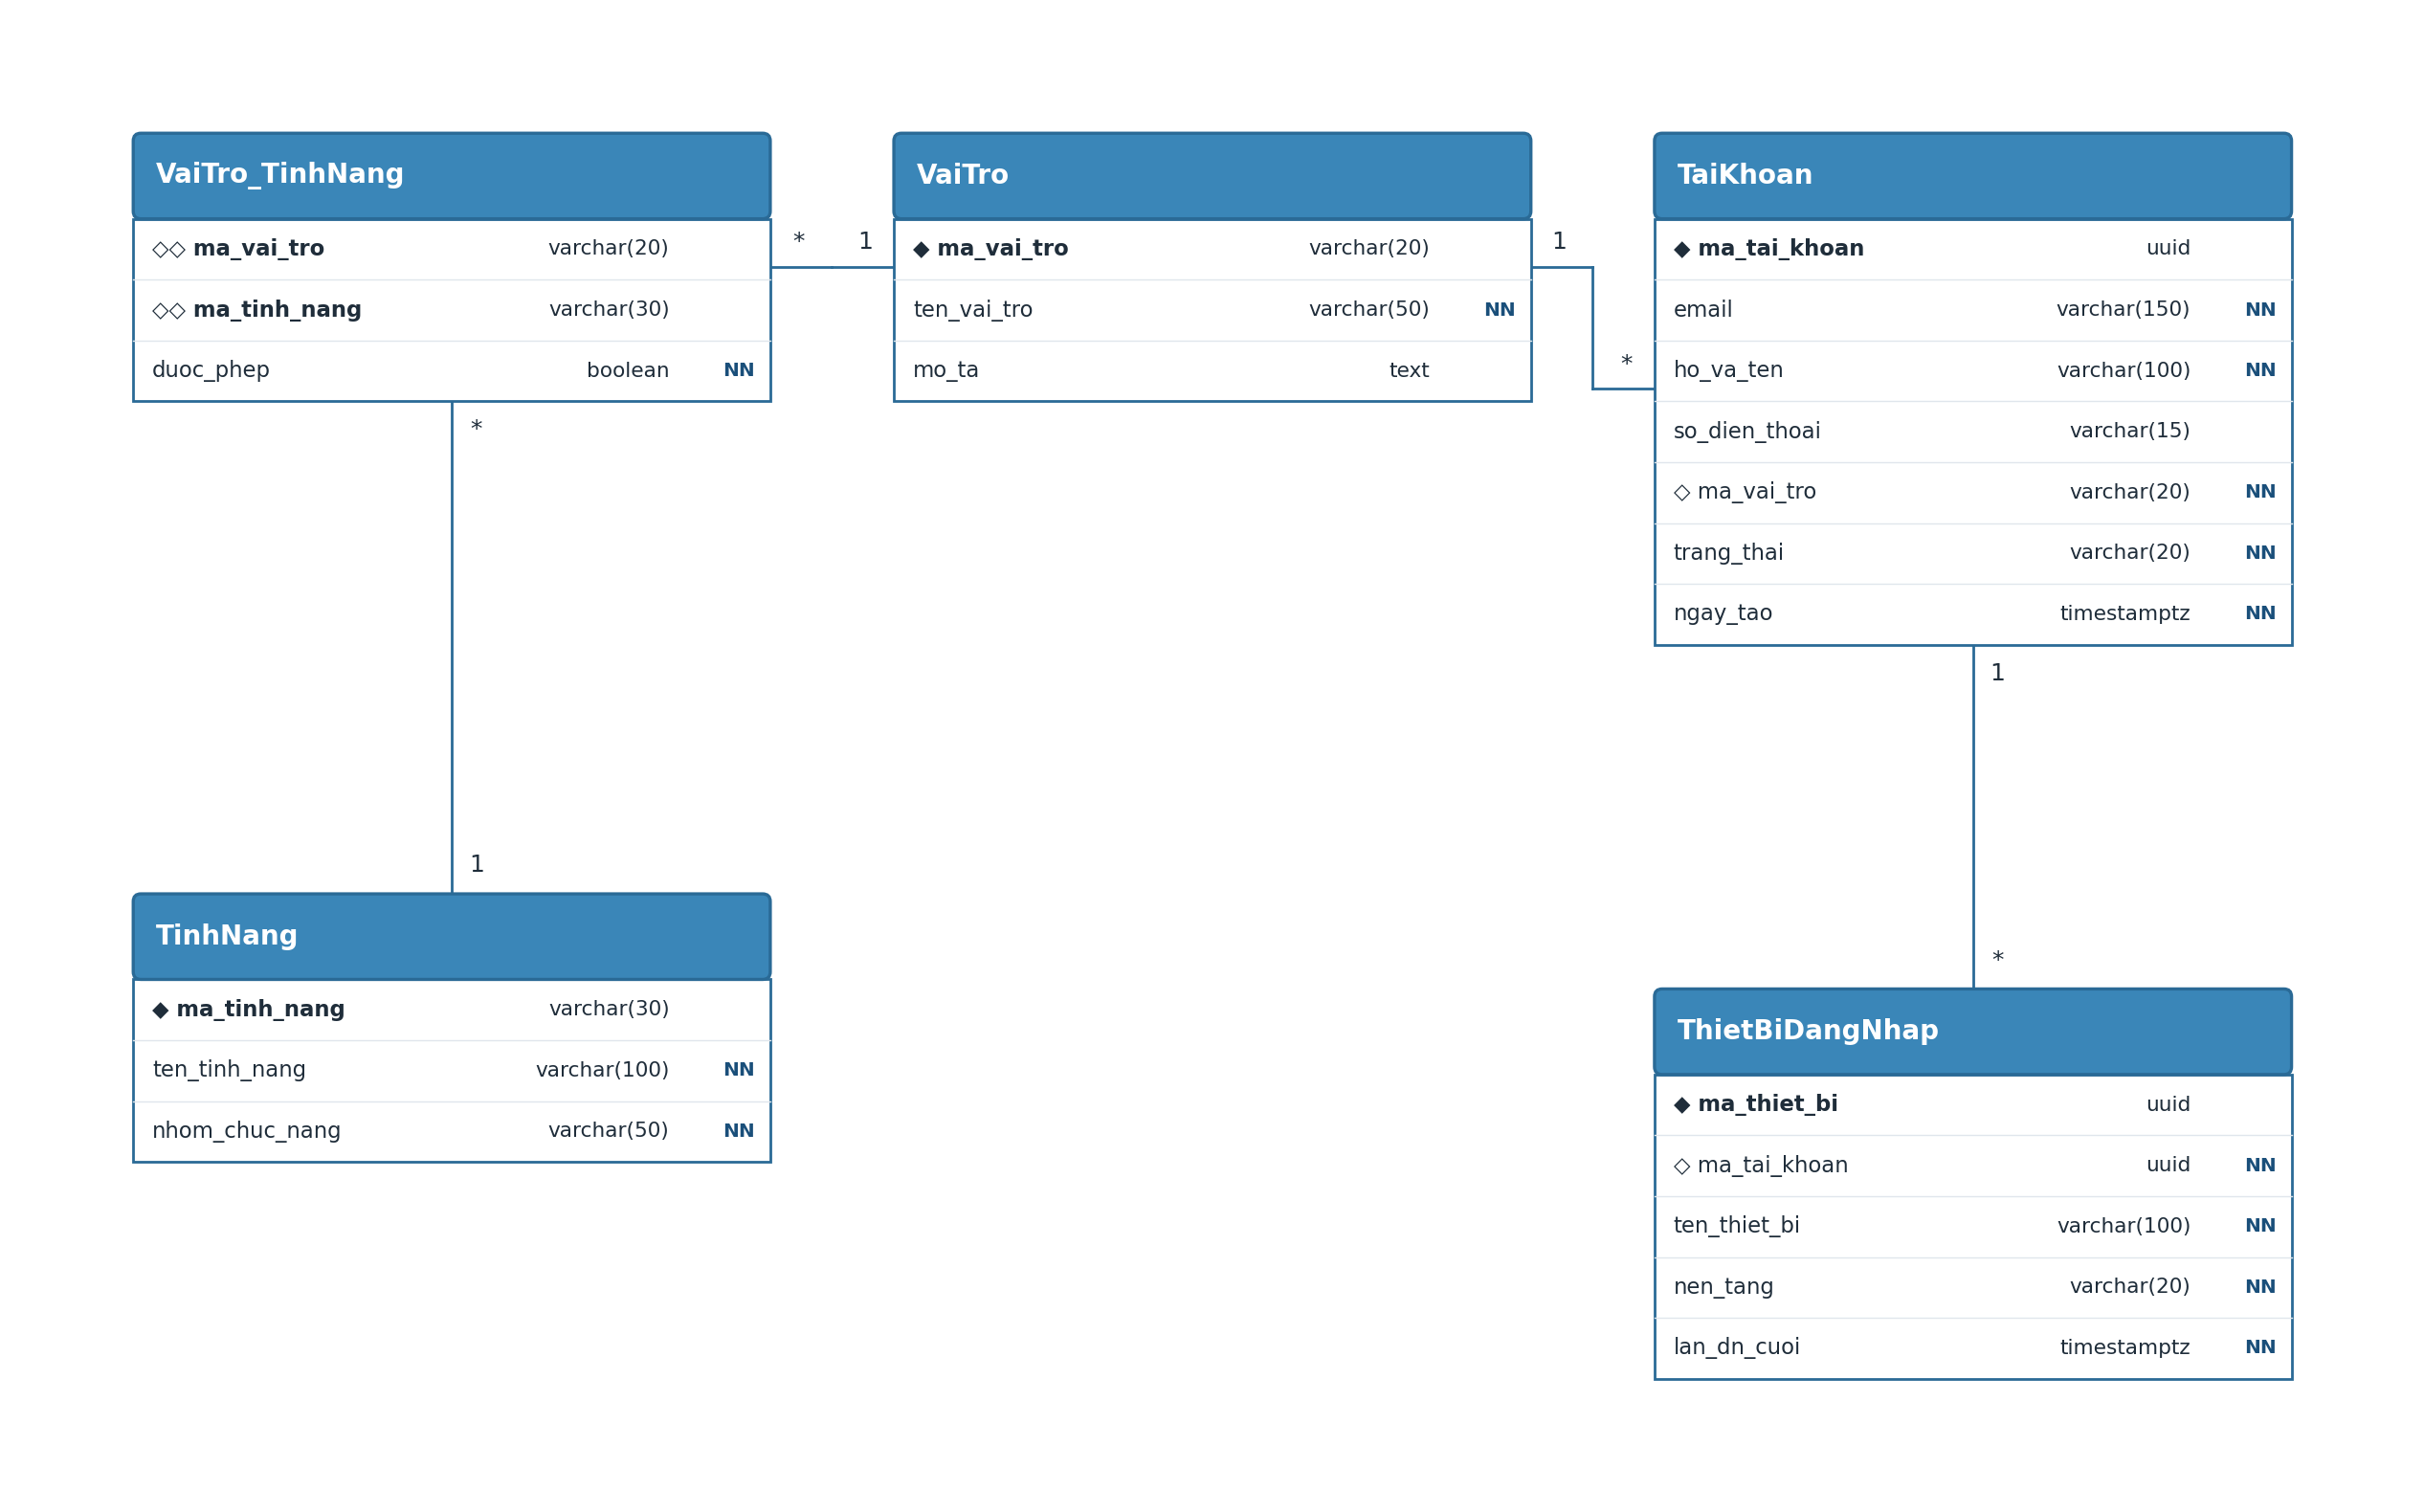 VaiTro_TinhNang
◇◇ ma_vai_tro varchar(20)
◇◇ ma_tinh_nang varchar(30)
duoc_phep boolean NN
* 1
VaiTro
◆ ma_vai_tro varchar(20)
ten_vai_tro varchar(50) NN
mo_ta text
1
*
TaiKhoan
◆ ma_tai_khoan uuid
email varchar(150) NN
ho_va_ten varchar(100) NN
so_dien_thoai varchar(15)
◇ ma_vai_tro varchar(20) NN
trang_thai varchar(20) NN
ngay_tao timestamptz NN
*
1
TinhNang
◆ ma_tinh_nang varchar(30)
ten_tinh_nang varchar(100) NN
nhom_chuc_nang varchar(50) NN
1
*
ThietBiDangNhap
◆ ma_thiet_bi uuid
◇ ma_tai_khoan uuid NN
ten_thiet_bi varchar(100) NN
nen_tang varchar(20) NN
lan_dn_cuoi timestamptz NN